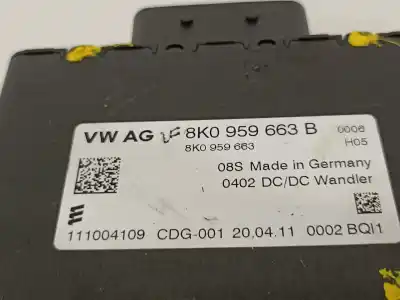 VW AG 8K0 959 663 B 0006
8K0 959 663 H05
08S Made in Germany
0402 DC/DC Wandler
111004109 CDG-001 20.04.11 0002 BQI1